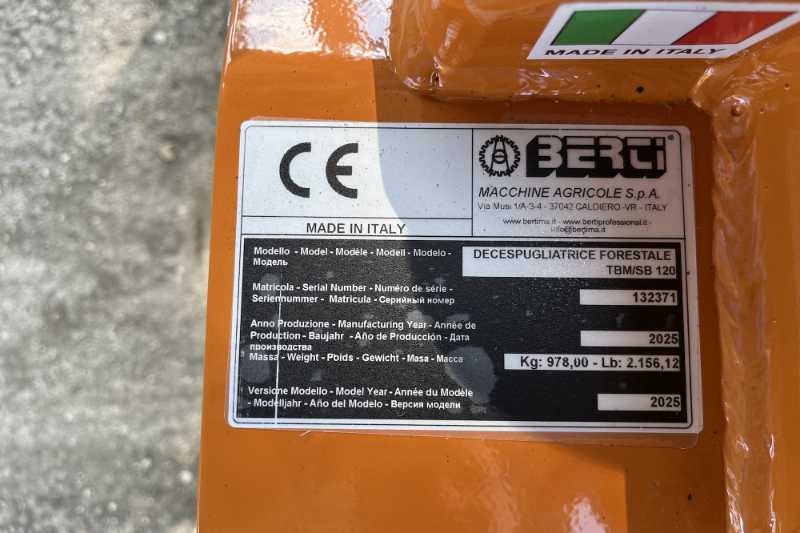 MADE IN ITALY
CE
BERTI®
MACCHINE AGRICOLE S.p.A.
Via Musi 1/A-3-4 - 37042 CALDIERO -VR - ITALY
www.bertima.it - www.bertiprofessional.it -
info@bertima.it
MADE IN ITALY
Modello - Model - Modèle - Modell - Modelo -
Модель
DECESPUGLIATRICE FORESTALE
TBM/SB 120
Matricola - Serial Number - Numéro de série -
Seriennummer - Matricula - Серийный номер
132371
Anno Produzione - Manufacturing Year - Année de
Production - Baujahr - Año de Producción - Дата
производства
2025
Massa - Weight - Poids - Gewicht - Masa - Масса
Kg: 978,00 - Lb: 2.156,12
Versione Modello - Model Year - Année du Modèle
- Modelljahr - Año del Modelo - Версия модели
2025